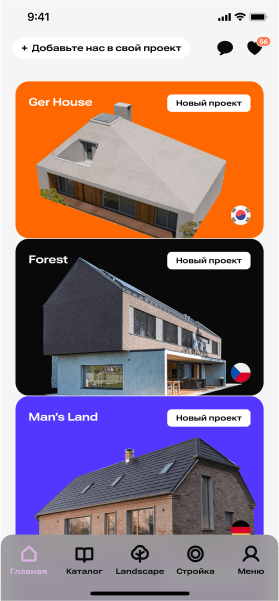 9:41
+ Добавьте нас в свой проект
56
Ger House
Новый проект
Forest
Новый проект
Man's Land
Новый проект
Главная
Каталог
Landscape
Стройка
Меню